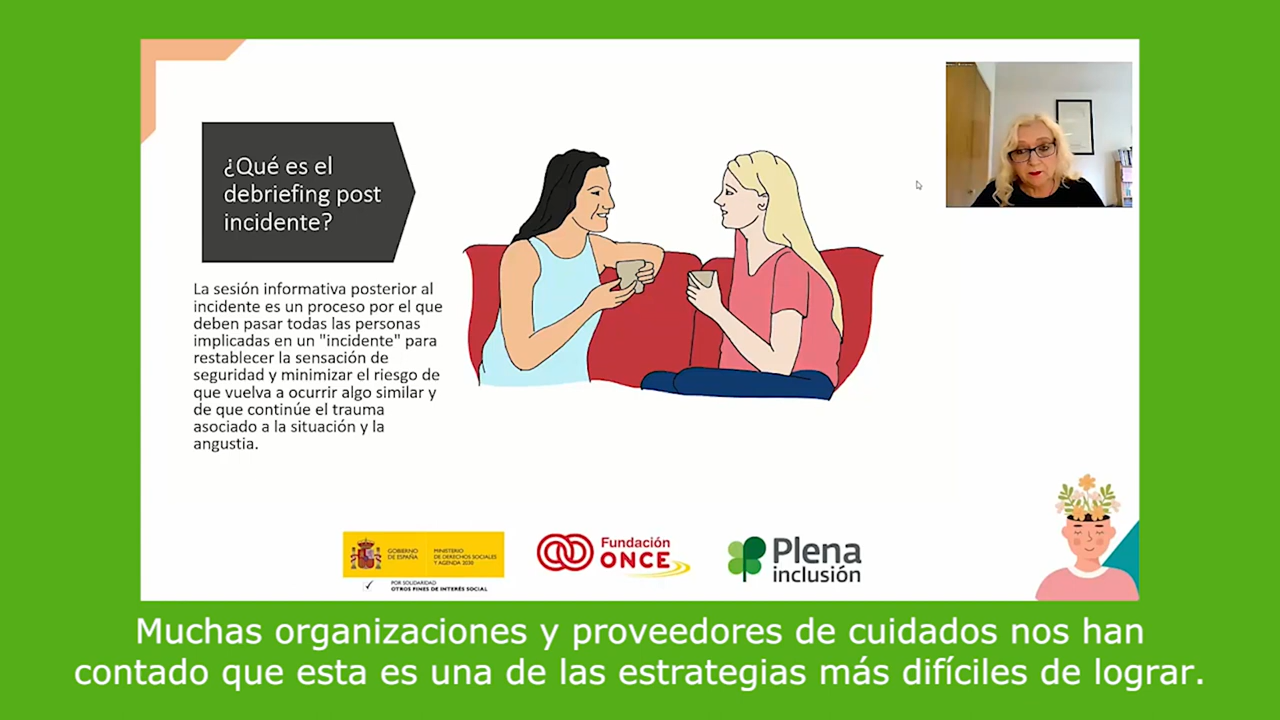 ¿Qué es el
debriefing post
incidente?
La sesión informativa posterior al
incidente es un proceso por el que
deben pasar todas las personas
implicadas en un "incidente" para
restablecer la sensación de
seguridad y minimizar el riesgo de
que vuelva a ocurrir algo similar y
de que continúe el trauma
asociado a la situación y la
angustia.
GOBIERNO
DE ESPAÑA
MINISTERIO
DE DERECHOS SOCIALES
Y AGENDA 2030
POR SOLIDARIDAD
OTROS FINES DE INTERÉS SOCIAL
Fundación
ONCE
Plena
inclusión
Muchas organizaciones y proveedores de cuidados nos han
contado que esta es una de las estrategias más difíciles de lograr.